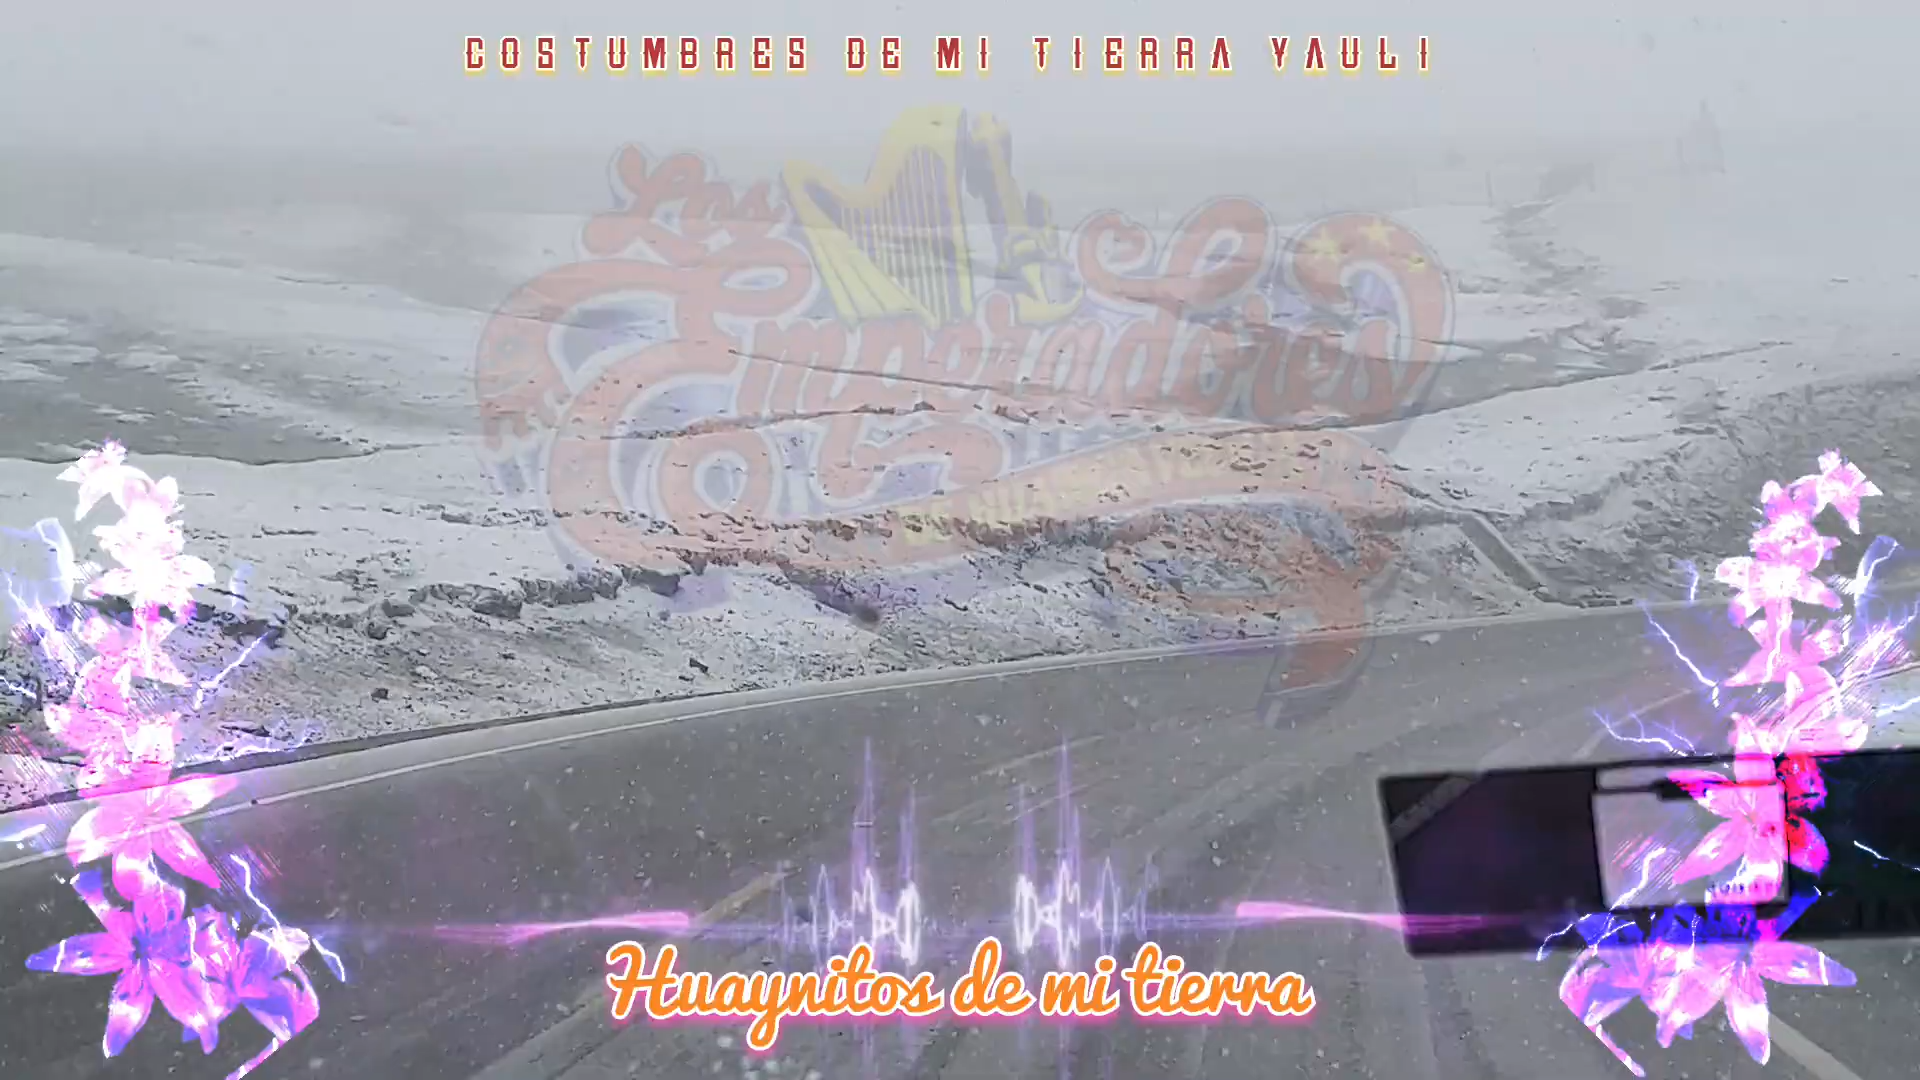 COSTUMBRES DE MI TIERRA YAULI
Los
Emperadores
Huaynitos de mi tierra